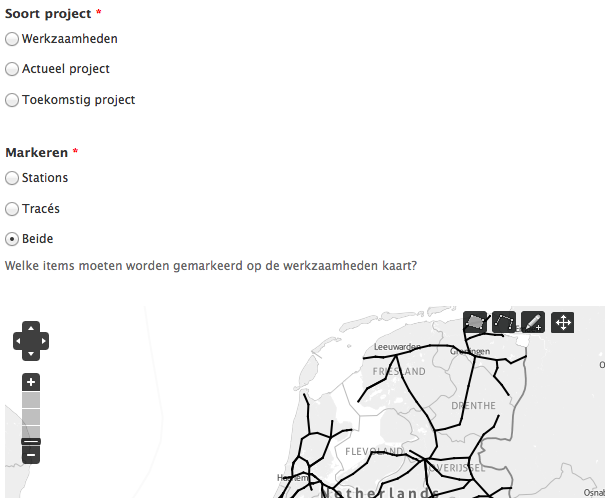 Soort project *
Werkzaamheden
Actueel project
Toekomstig project
Markeren *
Stations
Tracés
Beide
Welke items moeten worden gemarkeerd op de werkzaamheden kaart?
Leeuwarden
Groningen
FRIESLAND
DRENTHE
FLEVOLAND
OVERIJSSEL
Haarlem
Netherlands
Osnab